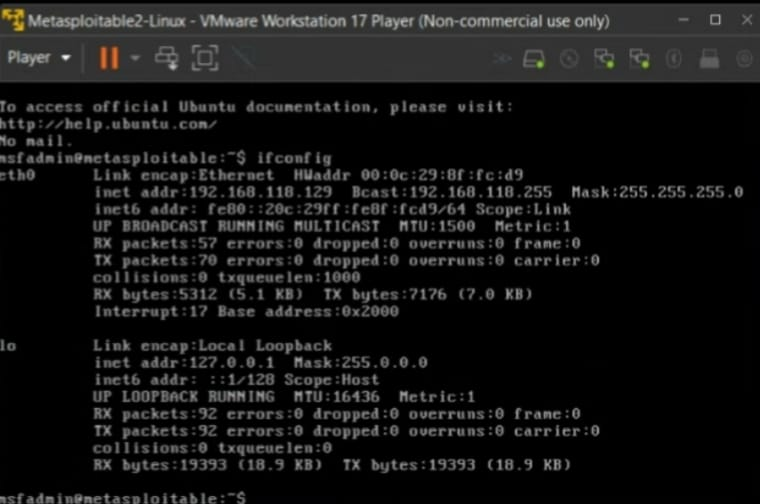 Metasploitable2-Linux - VMware Workstation 17 Player (Non-commercial use only)
Player
To access official Ubuntu documentation, please visit:
http://help.ubuntu.com/
No mail.
msfadmin@metasploitable:~$ ifconfig
eth0 Link encap:Ethernet HWaddr 00:0c:29:8f:fc:d9
inet addr:192.168.118.129 Bcast:192.168.118.255 Mask:255.255.255.0
inet6 addr: fe80::20c:29ff:fe8f:fcd9/64 Scope:Link
UP BROADCAST RUNNING MULTICAST MTU:1500 Metric:1
RX packets:57 errors:0 dropped:0 overruns:0 frame:0
TX packets:70 errors:0 dropped:0 overruns:0 carrier:0
collisions:0 txqueuelen:1000
RX bytes:5312 (5.1 KB) TX bytes:7176 (7.0 KB)
Interrupt:17 Base address:0x2000
lo Link encap:Local Loopback
inet addr:127.0.0.1 Mask:255.0.0.0
inet6 addr: ::1/128 Scope:Host
UP LOOPBACK RUNNING MTU:16436 Metric:1
RX packets:92 errors:0 dropped:0 overruns:0 frame:0
TX packets:92 errors:0 dropped:0 overruns:0 carrier:0
collisions:0 txqueuelen:0
RX bytes:19393 (18.9 KB) TX bytes:19393 (18.9 KB)
msfadmin@metasploitable:~$